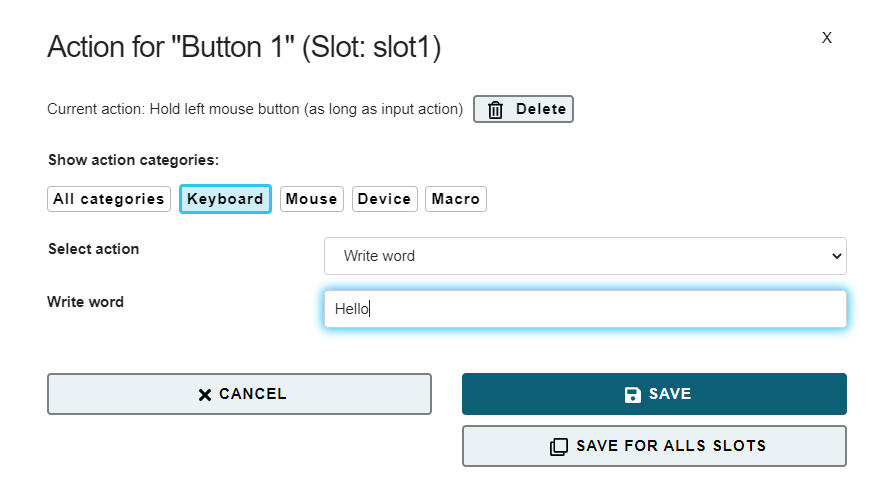 Action for "Button 1" (Slot: slot1)
X
Current action: Hold left mouse button (as long as input action) Delete
Show action categories:
All categories Keyboard Mouse Device Macro
Select action Write word
Write word Hello
CANCEL SAVE
SAVE FOR ALLS SLOTS